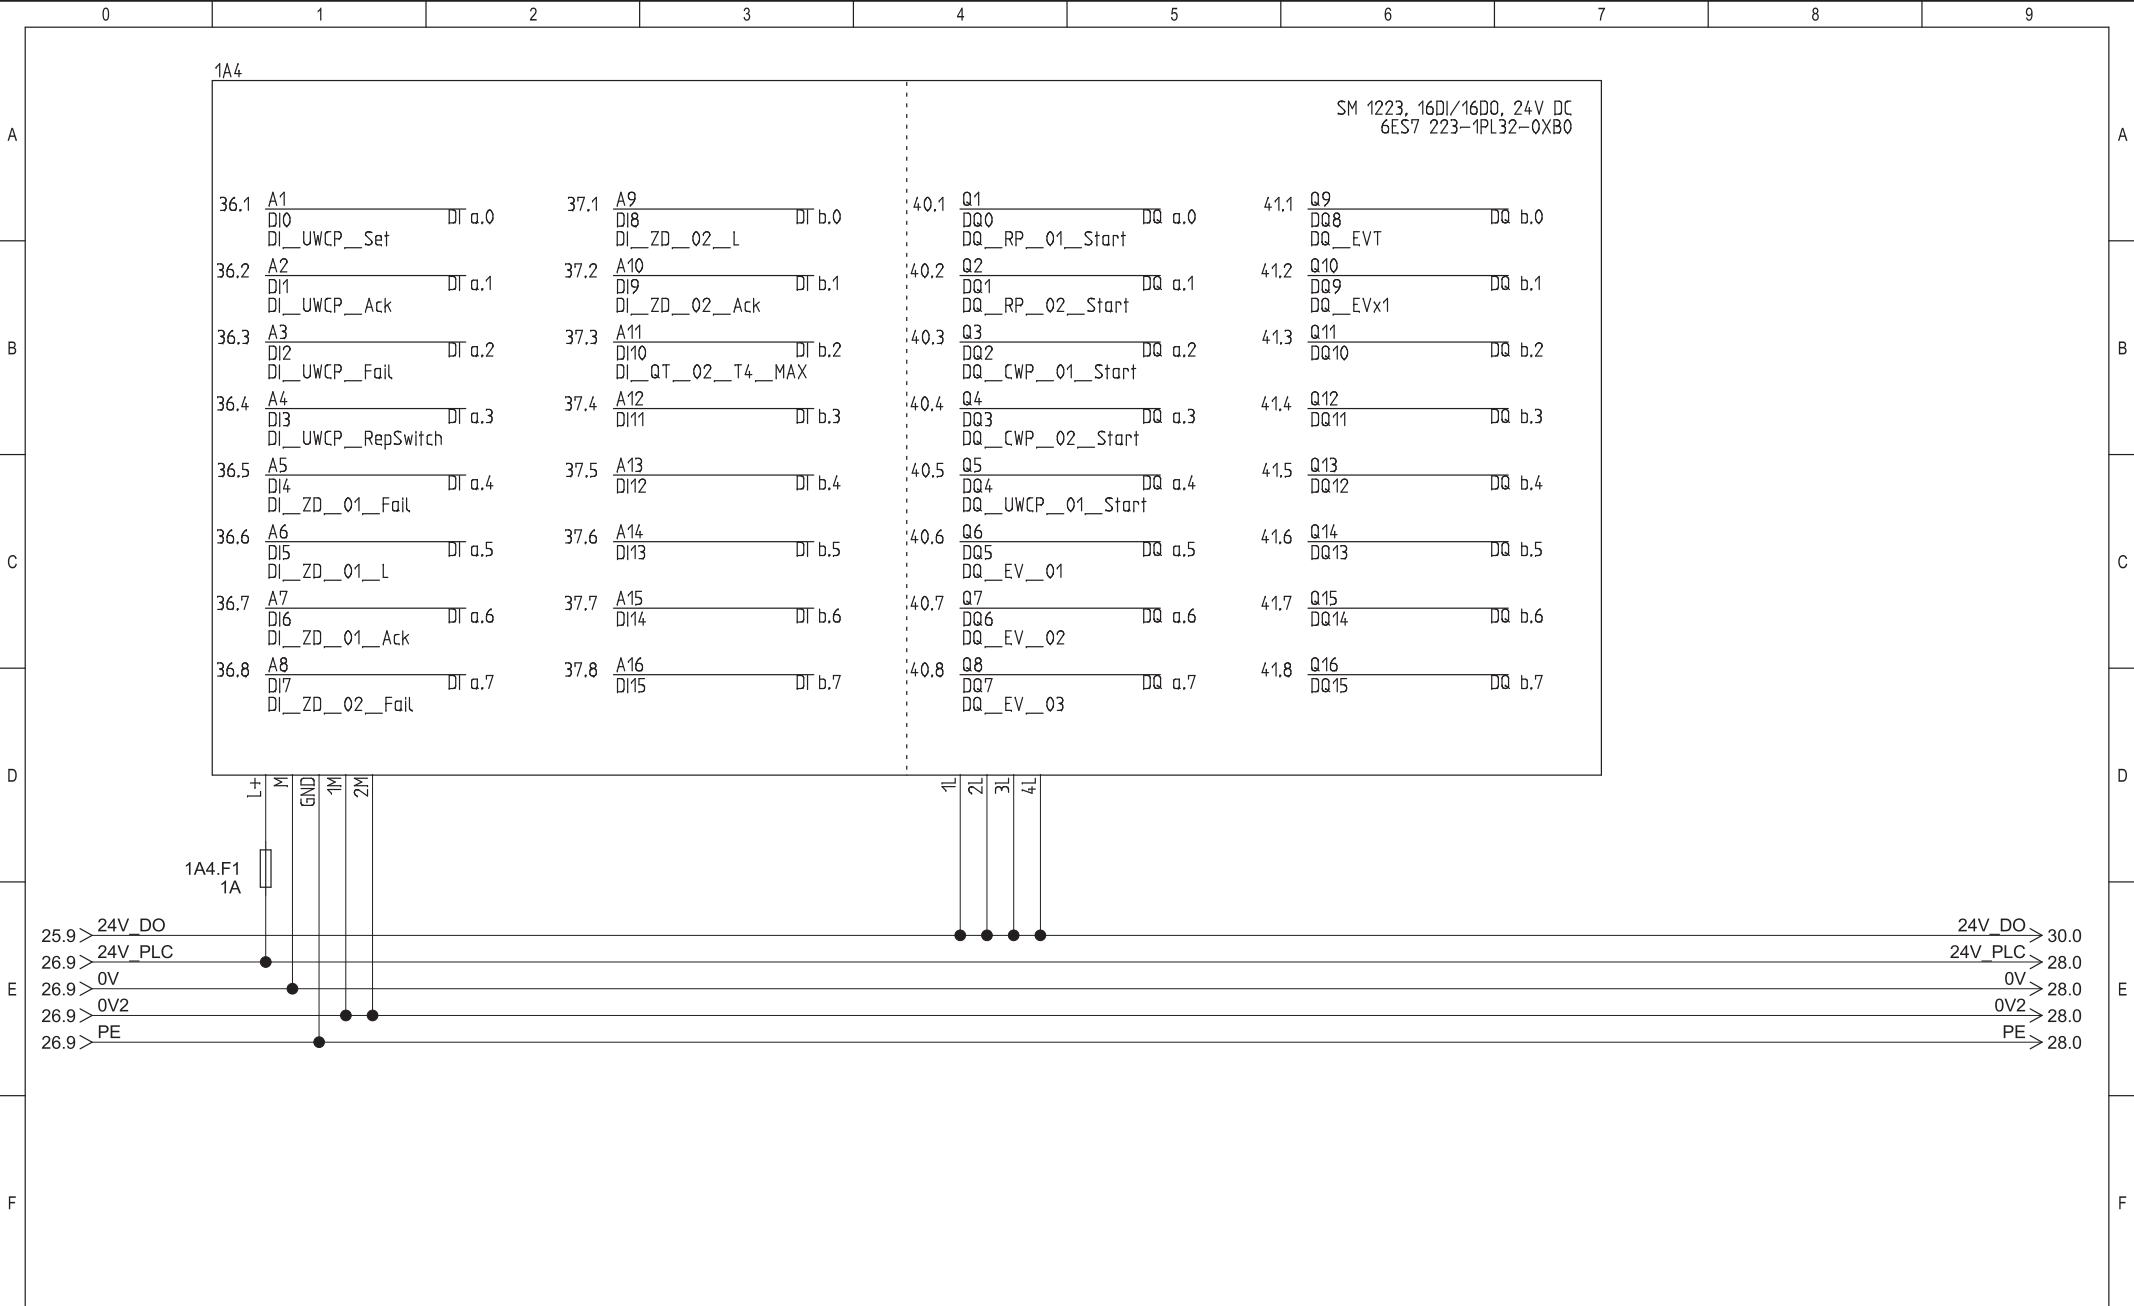 0 1 2 3 4 5 6 7 8 9
1A4
SM 1223, 16DI/16DO, 24V DC
6ES7 223-1PL32-0XB0
A A
36.1 A1 37.1 A9 40.1 Q1 41.1 Q9
DI0 DI a.0 DI8 DI b.0 DQ0 DQ a.0 DQ8 DQ b.0
DI__UWCP__Set DI__ZD__02__L DQ__RP__01__Start DQ__EVT
36.2 A2 37.2 A10 40.2 Q2 41.2 Q10
DI1 DI a.1 DI9 DI b.1 DQ1 DQ a.1 DQ9 DQ b.1
DI__UWCP__Ack DI__ZD__02__Ack DQ__RP__02__Start DQ__EVx1
36.3 A3 37.3 A11 40.3 Q3 41.3 Q11
B DI2 DI a.2 DI10 DI b.2 DQ2 DQ a.2 DQ10 DQ b.2 B
DI__UWCP__Fail DI__QT__02__T4__MAX DQ__CWP__01__Start
36.4 A4 37.4 A12 40.4 Q4 41.4 Q12
DI3 DI a.3 DI11 DI b.3 DQ3 DQ a.3 DQ11 DQ b.3
DI__UWCP__RepSwitch DQ__CWP__02__Start
36.5 A5 37.5 A13 40.5 Q5 41.5 Q13
DI4 DI a.4 DI12 DI b.4 DQ4 DQ a.4 DQ12 DQ b.4
DI__ZD__01__Fail DQ__UWCP__01__Start
36.6 A6 37.6 A14 40.6 Q6 41.6 Q14
DI5 DI a.5 DI13 DI b.5 DQ5 DQ a.5 DQ13 DQ b.5
C DI__ZD__01__L DQ__EV__01 C
36.7 A7 37.7 A15 40.7 Q7 41.7 Q15
DI6 DI a.6 DI14 DI b.6 DQ6 DQ a.6 DQ14 DQ b.6
DI__ZD__01__Ack DQ__EV__02
36.8 A8 37.8 A16 40.8 Q8 41.8 Q16
DI7 DI a.7 DI15 DI b.7 DQ7 DQ a.7 DQ15 DQ b.7
DI__ZD__02__Fail DQ__EV__03
D D
L+ M GND 1M 2M 1L 2L 3L 4L
1A4.F1
1A
25.9 24V_DO 24V_DO 30.0
26.9 24V_PLC 24V_PLC 28.0
E 26.9 0V 0V 28.0 E
26.9 0V2 0V2 28.0
26.9 PE PE 28.0
F F